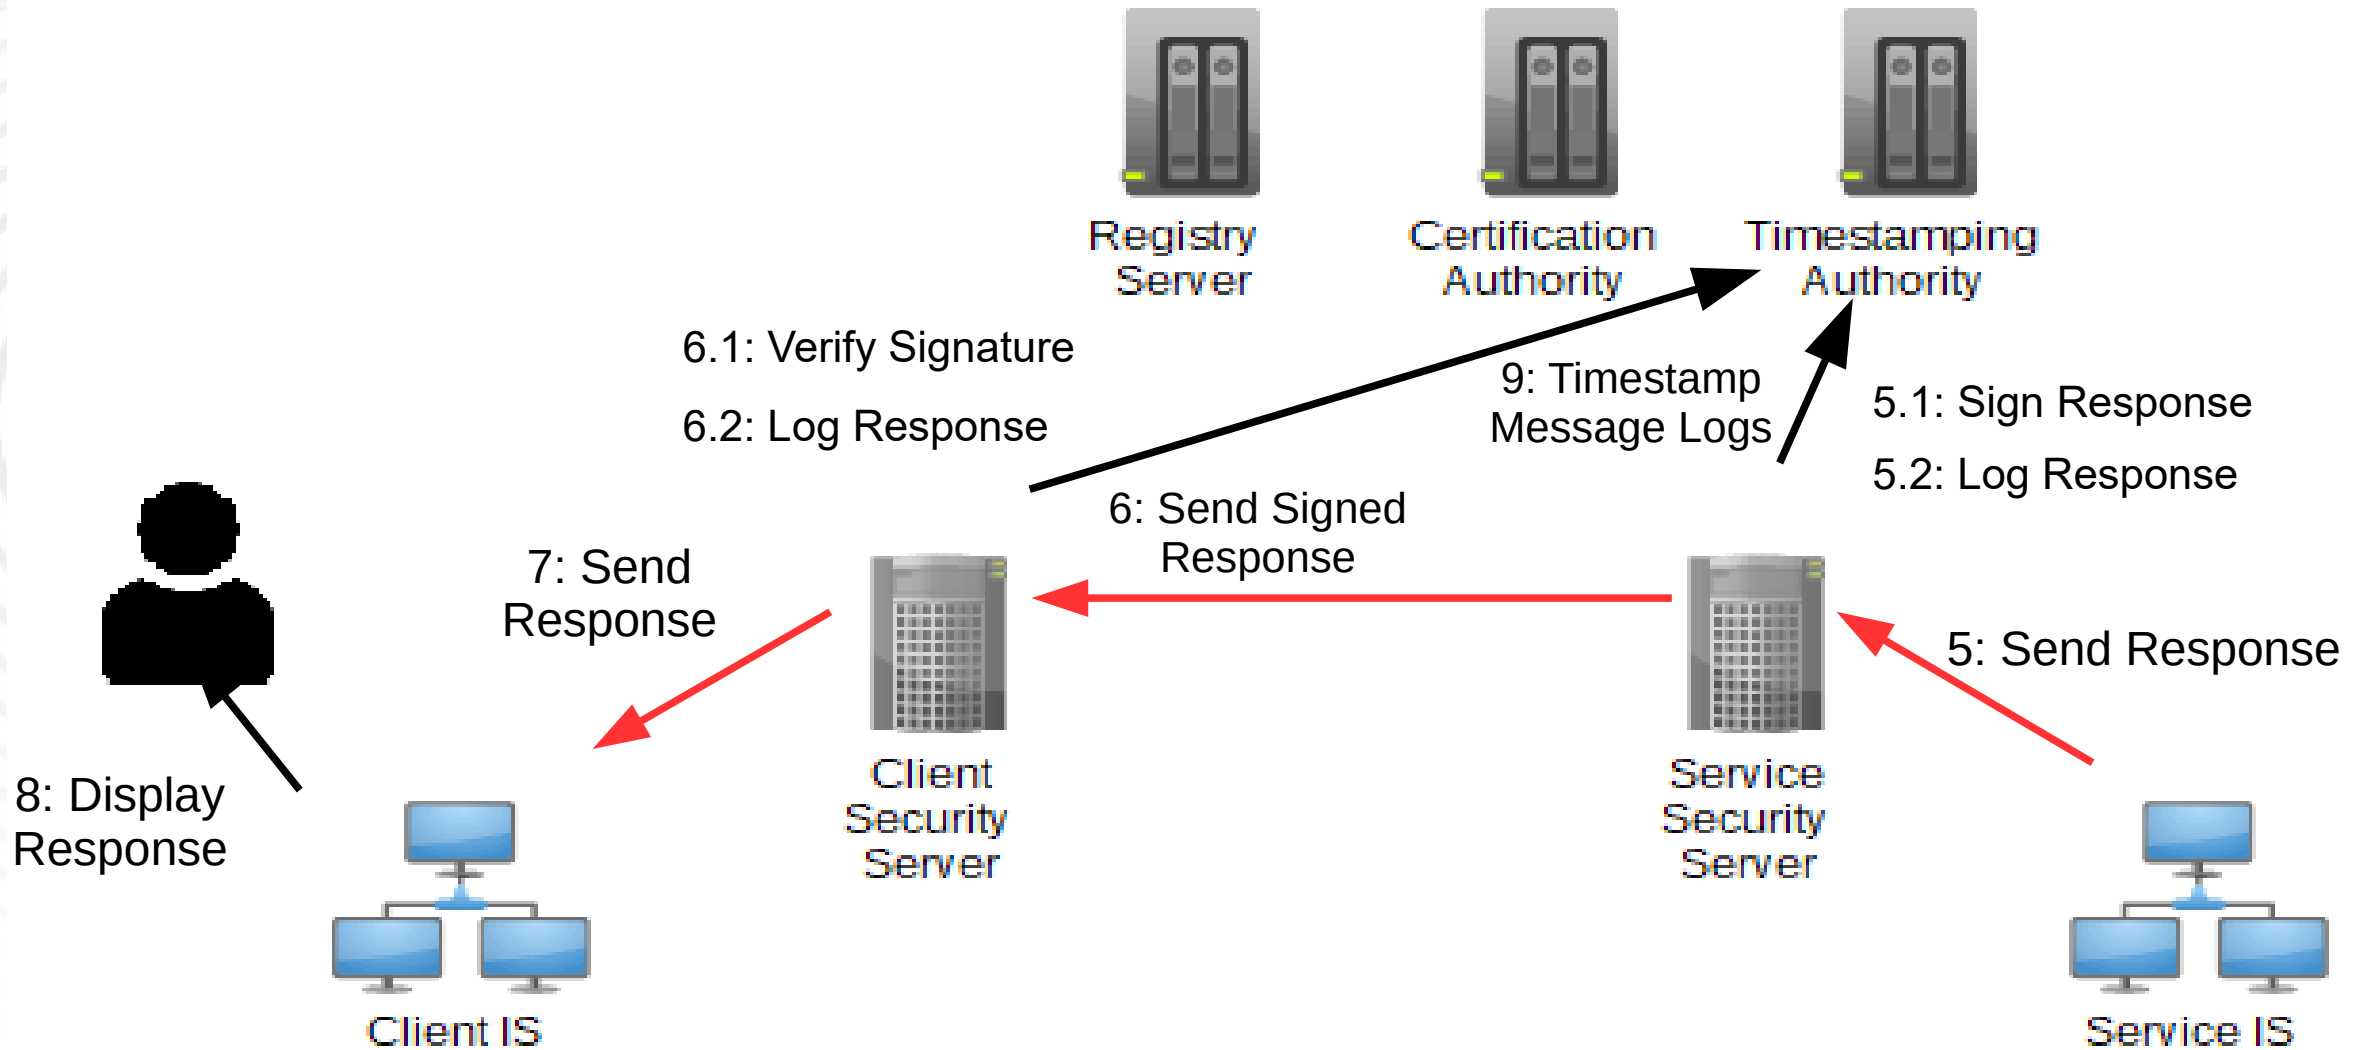 Registry
Server
Certification
Authority
Timestamping
Authority
6.1: Verify Signature
6.2: Log Response
9: Timestamp
Message Logs
5.1: Sign Response
5.2: Log Response
6: Send Signed
Response
7: Send
Response
5: Send Response
8: Display
Response
Client
Security
Server
Service
Security
Server
Client IS
Service IS